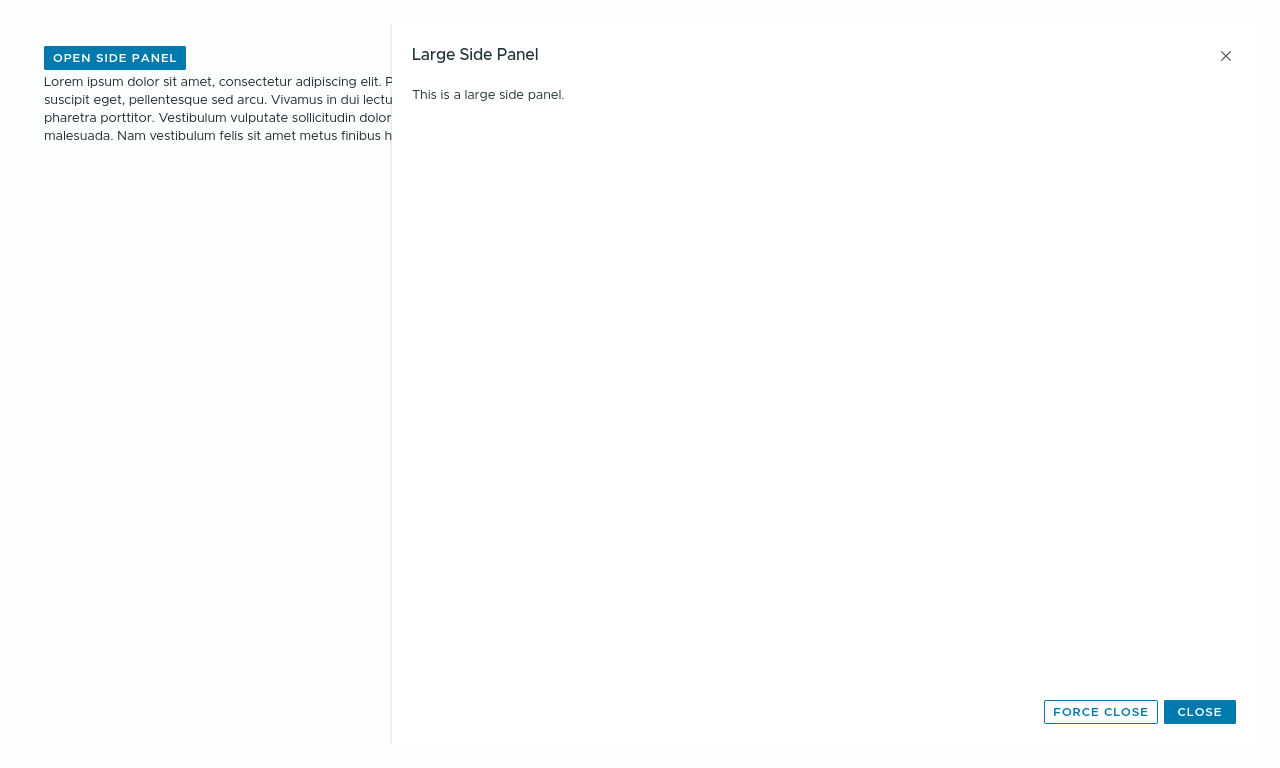 OPEN SIDE PANEL
Lorem ipsum dolor sit amet, consectetur adipiscing elit. P
suscipit eget, pellentesque sed arcu. Vivamus in dui lectu
pharetra porttitor. Vestibulum vulputate sollicitudin dolor
malesuada. Nam vestibulum felis sit amet metus finibus h
Large Side Panel
This is a large side panel.
FORCE CLOSE CLOSE